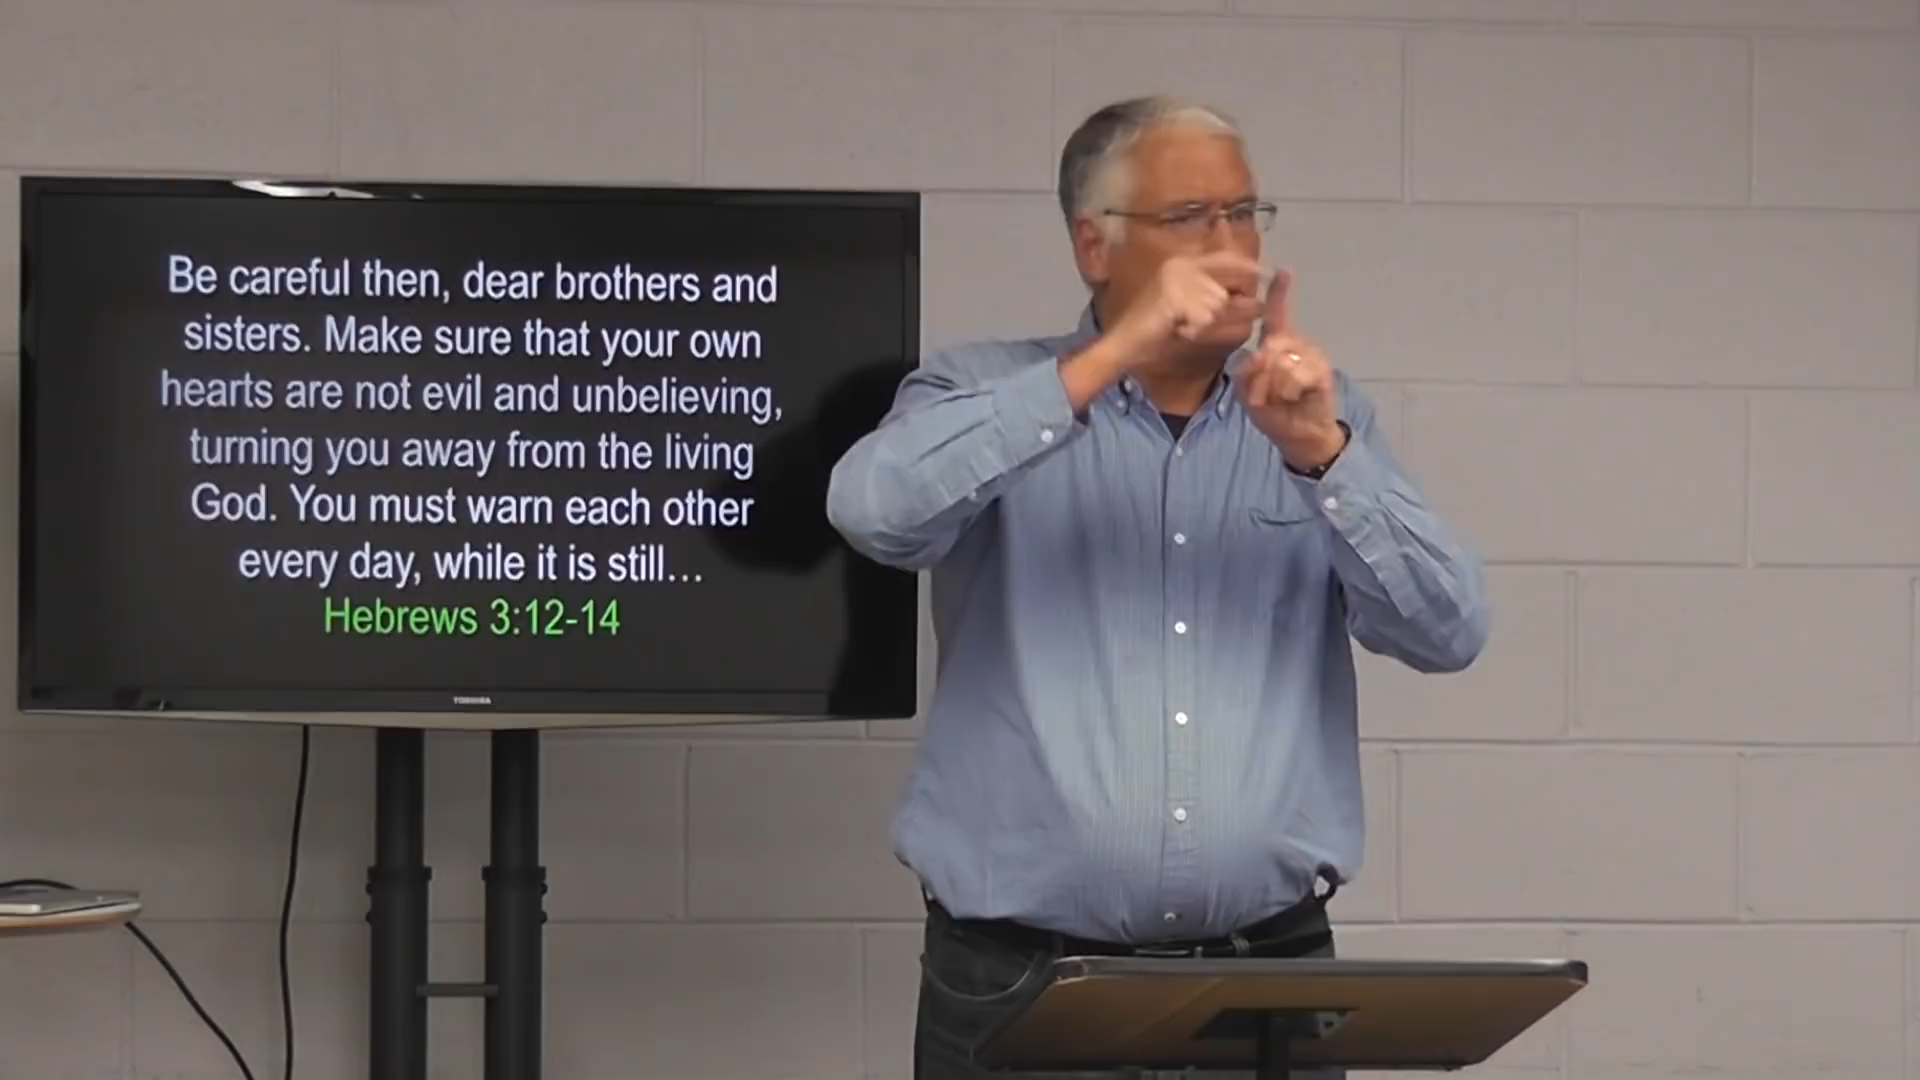 Be careful then, dear brothers and
sisters. Make sure that your own
hearts are not evil and unbelieving,
turning you away from the living
God. You must warn each other
every day, while it is still...
Hebrews 3:12-14
TOSHIBA